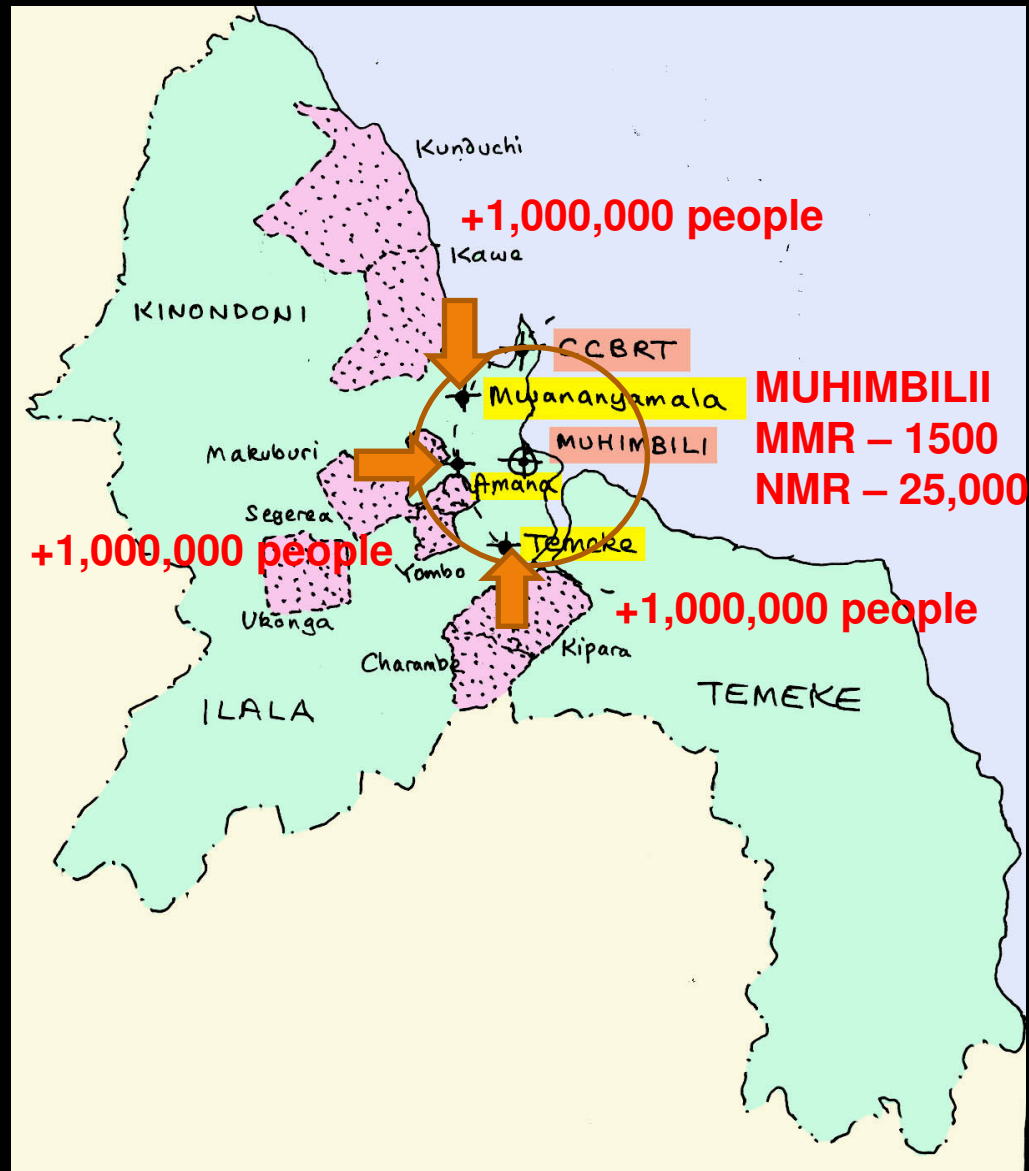 Kunduchi
+1,000,000 people
Kawe
KINONDONI
CCBRT
Mwananyamala
MUHIMBILII
MMR – 1500
NMR – 25,000
MUHIMBILI
Makuburi
Amana
Segerea
+1,000,000 people
Temeke
Yombo
Ukonga
+1,000,000 people
Charambe
Kipara
ILALA
TEMEKE